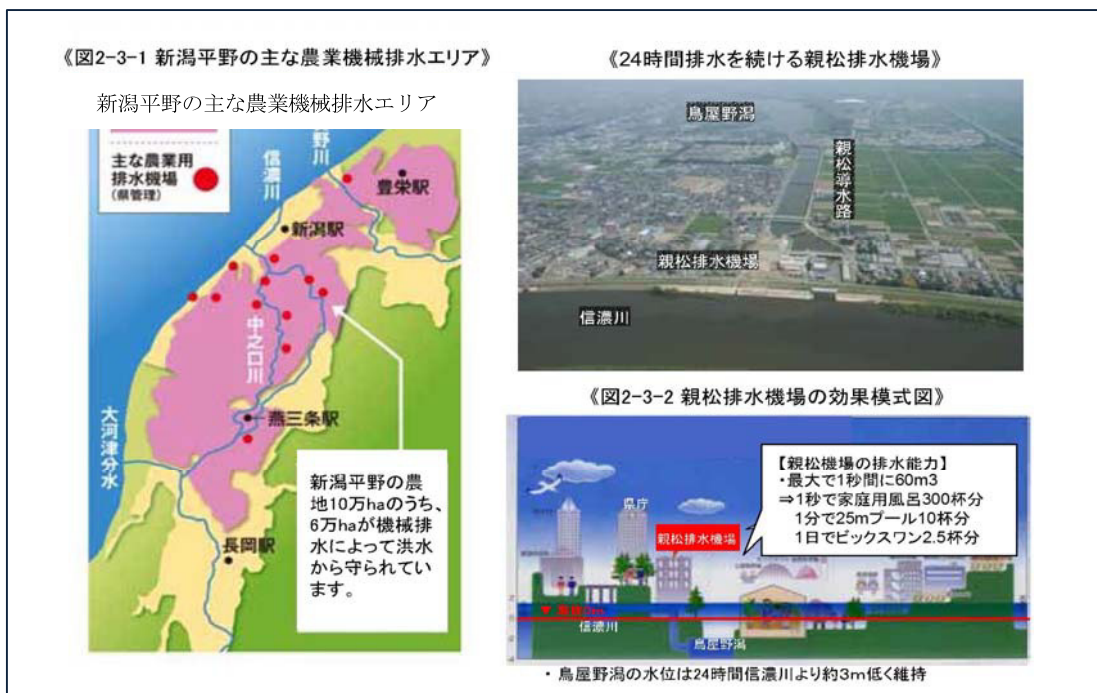 《図2-3-1 新潟平野の主な農業機械排水エリア》
新潟平野の主な農業機械排水エリア
主な農業用
排水機場
(県管理)
野川
信濃川
豊栄駅
新潟駅
中之口川
燕三条駅
大河津分水
長岡駅
新潟平野の農
地10万haのうち、
6万haが機械排
水によって洪水
から守られてい
ます。
《24時間排水を続ける親松排水機場》
鳥屋野潟
親松導水路
親松排水機場
信濃川
《図2-3-2 親松排水機場の効果模式図》
【親松機場の排水能力】
・最大で1秒間に60m3
⇒1秒で家庭用風呂300杯分
1分で25mプール10杯分
1日でビックスワン2.5杯分
県庁
親松排水機場
信濃川
鳥屋野潟
・ 鳥屋野潟の水位は24時間信濃川より約3m低く維持